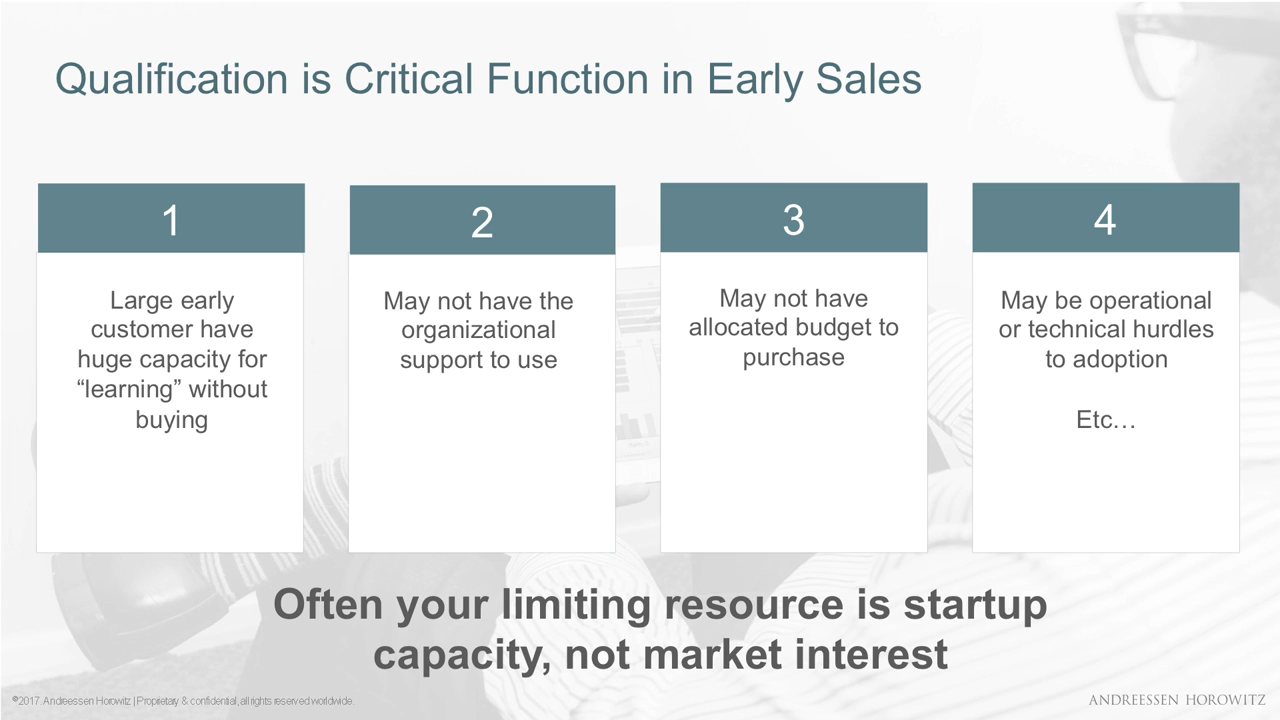 Qualification is Critical Function in Early Sales
1
Large early
customer have
huge capacity for
“learning” without
buying
2
May not have the
organizational
support to use
3
May not have
allocated budget to
purchase
4
May be operational
or technical hurdles
to adoption
Etc…
Often your limiting resource is startup
capacity, not market interest
©2017. Andreessen Horowitz | Proprietary & confidential, all rights reserved worldwide.
ANDREESSEN HOROWITZ